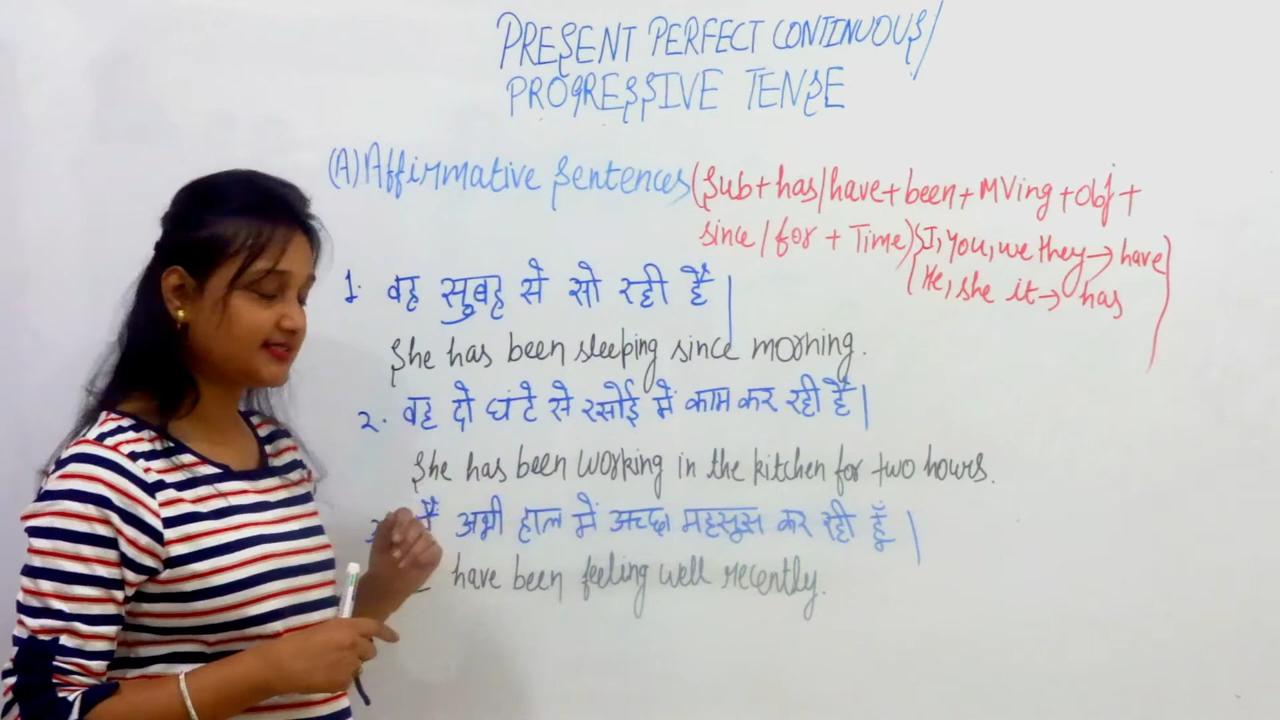 PRESENT PERFECT CONTINUOUS/
PROGRESSIVE TENSE
(A) Affirmative Sentences (Sub + has/have + been + MVing + obj +
since/for + Time) {I, you, we they → have
He, she it → has}
1. वह सुबह से सो रही है।
She has been sleeping since morning.
2. वह दो घंटे से रसोई में काम कर रही है।
She has been working in the kitchen for two hours.
3. मैं अभी हाल में अच्छा महसूस कर रही हूँ।
have been feeling well recently.